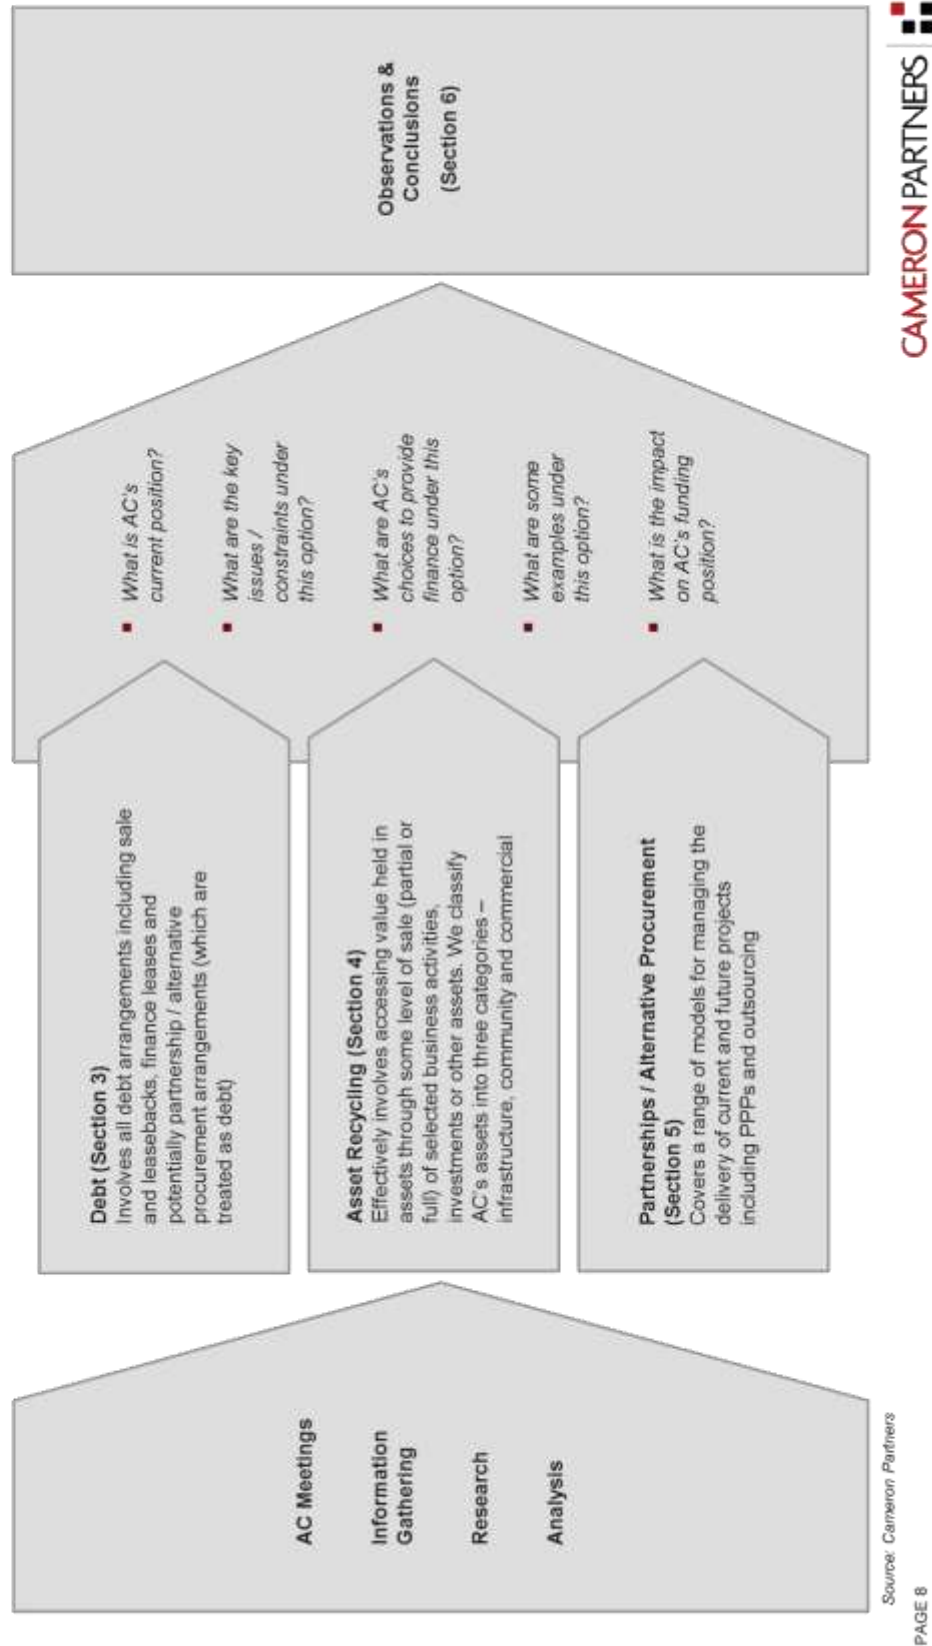 AC Meetings
Information
Gathering
Research
Analysis
Debt (Section 3)
Involves all debt arrangements including sale
and leasebacks, finance leases and
potentially partnership / alternative
procurement arrangements (which are
treated as debt)
Asset Recycling (Section 4)
Effectively involves accessing value held in
assets through some level of sale (partial or
full) of selected business activities,
investments or other assets. We classify
AC's assets into three categories –
infrastructure, community and commercial
Partnerships / Alternative Procurement
(Section 5)
Covers a range of models for managing the
delivery of current and future projects
including PPPs and outsourcing
What is AC's
current position?
What are the key
issues /
constraints under
this option?
What are AC's
choices to provide
finance under this
option?
What are some
examples under
this option?
What is the impact
on AC's funding
position?
Observations &
Conclusions
(Section 6)
Source: Cameron Partners
PAGE 8
CAMERON PARTNERS